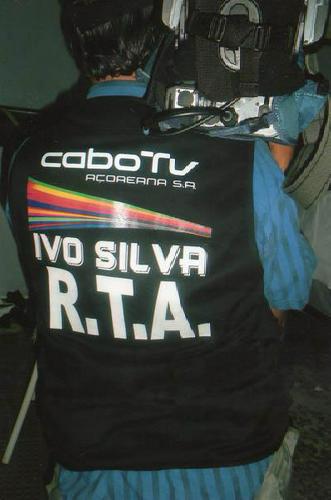 caboTV
AÇOREANA S.A.
IVO SILVA
R.T.A.